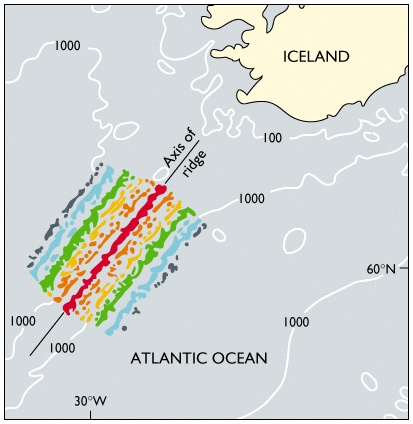 1000
ICELAND
Axis of
ridge
100
1000
60°N
1000
1000
1000
ATLANTIC OCEAN
30°W